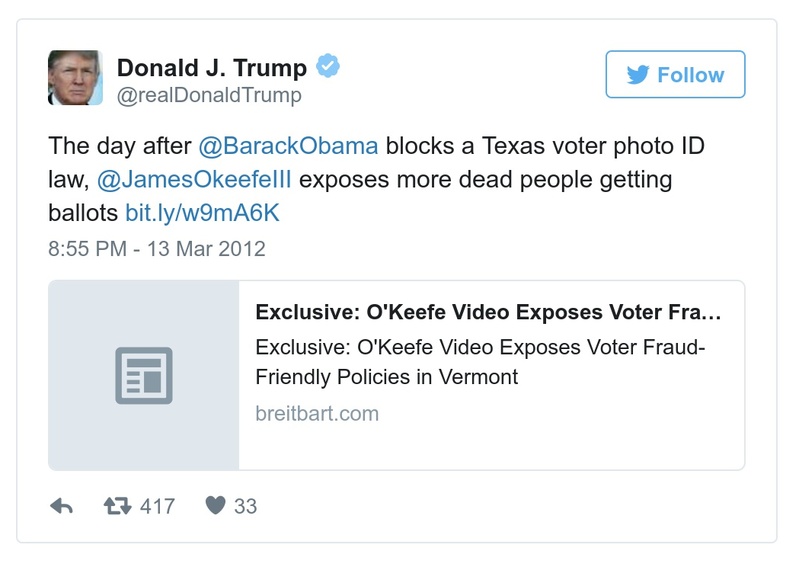 Donald J. Trump
@realDonaldTrump
Follow
The day after @BarackObama blocks a Texas voter photo ID
law, @JamesOkeefeIII exposes more dead people getting
ballots bit.ly/w9mA6K
8:55 PM - 13 Mar 2012
Exclusive: O'Keefe Video Exposes Voter Fra...
Exclusive: O'Keefe Video Exposes Voter Fraud-
Friendly Policies in Vermont
breitbart.com
417 33